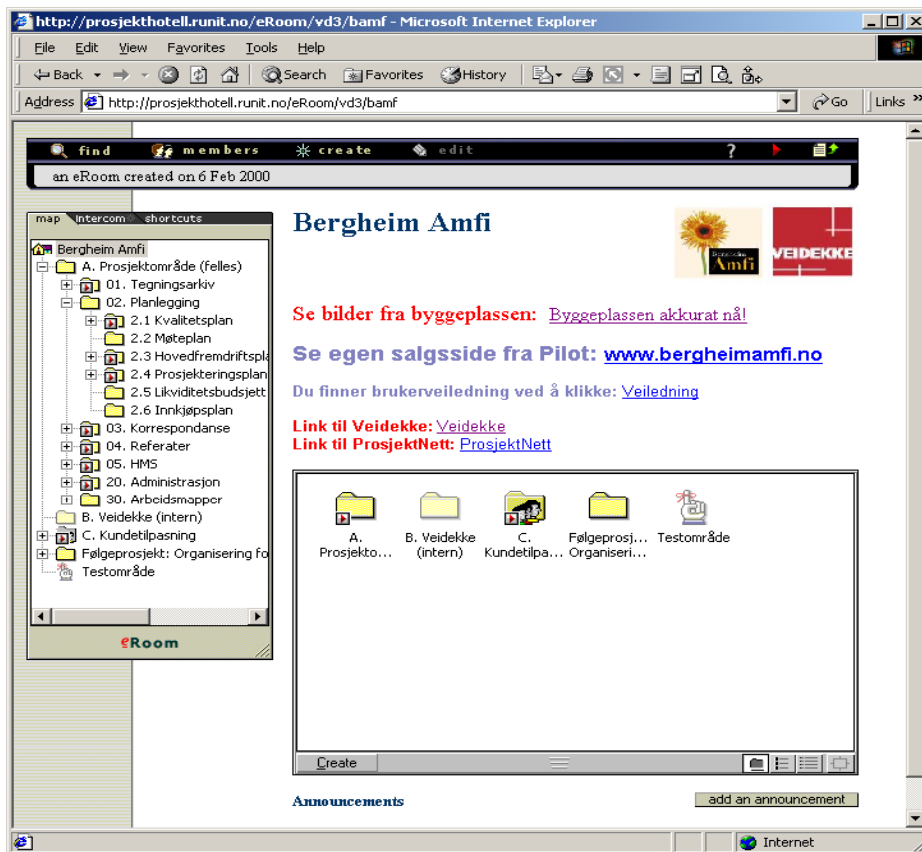 http://prosjekthotell.runit.no/eRoom/vd3/bamf - Microsoft Internet Explorer
File Edit View Favorites Tools Help
Back Search Favorites History
Address http://prosjekthotell.runit.no/eRoom/vd3/bamf Go Links »
find members create edit ?
an eRoom created on 6 Feb 2000
map intercom shortcuts
Bergheim Amfi
A. Prosjektområde (felles)
01. Tegningsarkiv
02. Planlegging
2.1 Kvalitetsplan
2.2 Møteplan
2.3 Hovedfremdriftspla
2.4 Prosjekteringsplan
2.5 Likviditetsbudsjett
2.6 Innkjøpsplan
03. Korrespondanse
04. Referater
05. HMS
20. Administrasjon
30. Arbeidsmapper
B. Veidekke (intern)
C. Kundetilpasning
Følgeprosjekt: Organisering fo
Testområde
eRoom
Bergheim Amfi
Amfi
VEIDEKKE
Se bilder fra byggeplassen: Byggeplassen akkurat nå!
Se egen salgsside fra Pilot: www.bergheimamfi.no
Du finner brukerveiledning ved å klikke: Veiledning
Link til Veidekke: Veidekke
Link til ProsjektNett: ProsjektNett
A. Prosjekto...
B. Veidekke (intern)
C. Kundetilpa...
Følgeprosj... Organiseri...
Testområde
Create
Announcements add an announcement
Internet